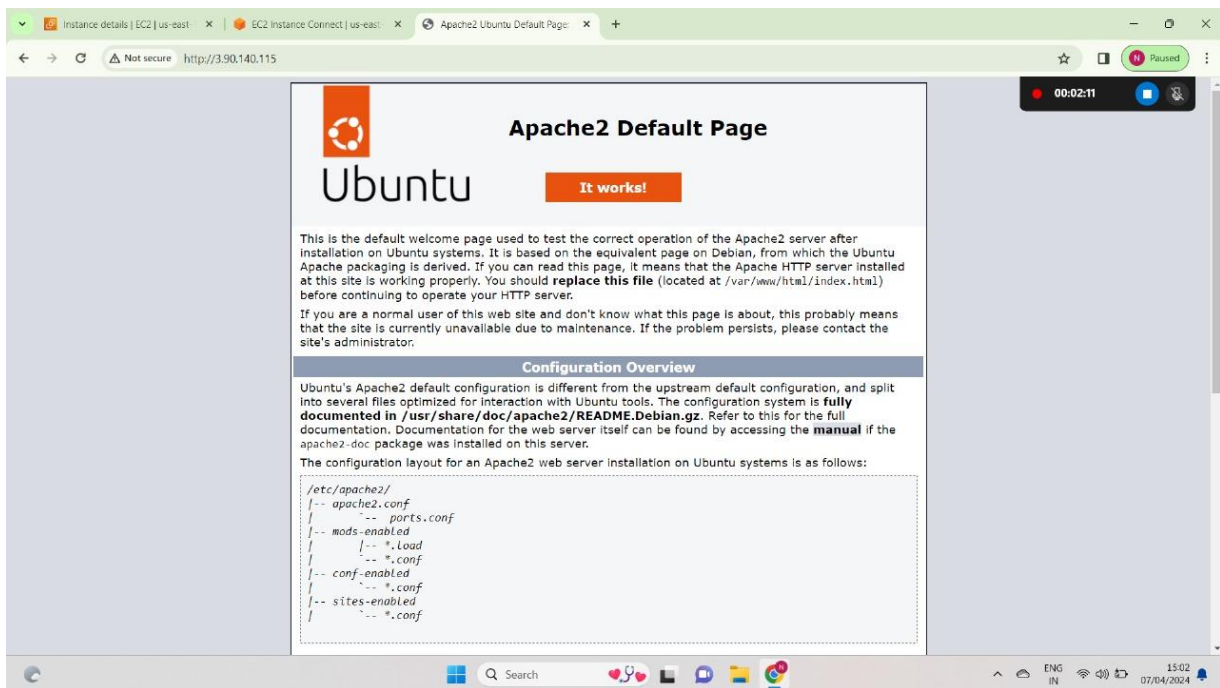 Instance details | EC2 | us-east-
EC2 Instance Connect | us-east-
Apache2 Ubuntu Default Page:
Not secure
http://3.90.140.115
N
Paused
00:02:11
Apache2 Default Page
Ubuntu
It works!
This is the default welcome page used to test the correct operation of the Apache2 server after
installation on Ubuntu systems. It is based on the equivalent page on Debian, from which the Ubuntu
Apache packaging is derived. If you can read this page, it means that the Apache HTTP server installed
at this site is working properly. You should replace this file (located at /var/www/html/index.html)
before continuing to operate your HTTP server.
If you are a normal user of this web site and don't know what this page is about, this probably means
that the site is currently unavailable due to maintenance. If the problem persists, please contact the
site's administrator.
Configuration Overview
Ubuntu's Apache2 default configuration is different from the upstream default configuration, and split
into several files optimized for interaction with Ubuntu tools. The configuration system is fully
documented in /usr/share/doc/apache2/README.Debian.gz. Refer to this for the full
documentation. Documentation for the web server itself can be found by accessing the manual if the
apache2-doc package was installed on this server.
The configuration layout for an Apache2 web server installation on Ubuntu systems is as follows:
/etc/apache2/
|-- apache2.conf
|       `-- ports.conf
|-- mods-enabled
|       |-- *.load
|       `-- *.conf
|-- conf-enabled
|       `-- *.conf
|-- sites-enabled
|       `-- *.conf
Search
ENG
IN
15:02
07/04/2024